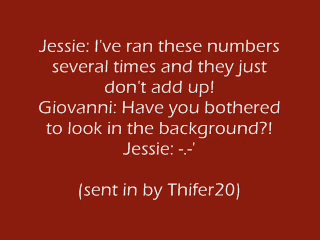 Jessie: I've ran these numbers
several times and they just
don't add up!
Giovanni: Have you bothered
to look in the background?!
Jessie: -.-'
(sent in by Thifer20)